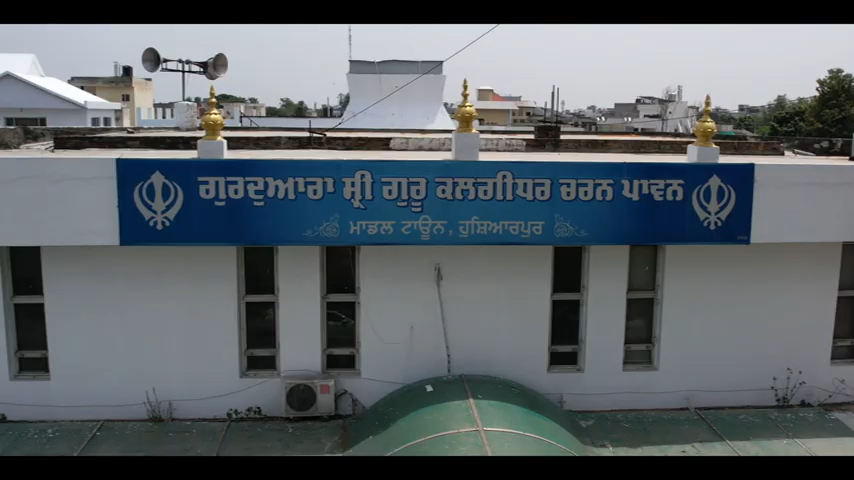 ਗੁਰਦੁਆਰਾ ਸ੍ਰੀ ਗੁਰੂ ਕਲਗੀਧਰ ਚਰਨ ਪਾਵਨ
ਮਾਡਲ ਟਾਊਨ, ਹੁਸ਼ਿਆਰਪੁਰ